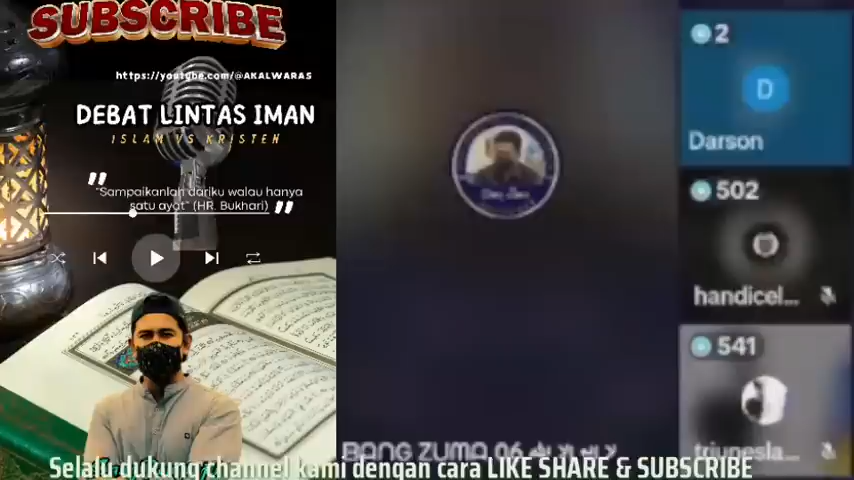 SUBSCRIBE
https://youtube.com/@AKALWARAS
DEBAT LINTAS IMAN
ISLAM VS KRISTEN
"Sampaikanlah dariku walau hanya
satu ayat" (HR. Bukhari)
2
D
Darson
502
handicel...
541
BANG ZUMA 06
Selalu dukung channel kami dengan cara LIKE SHARE & SUBSCRIBE